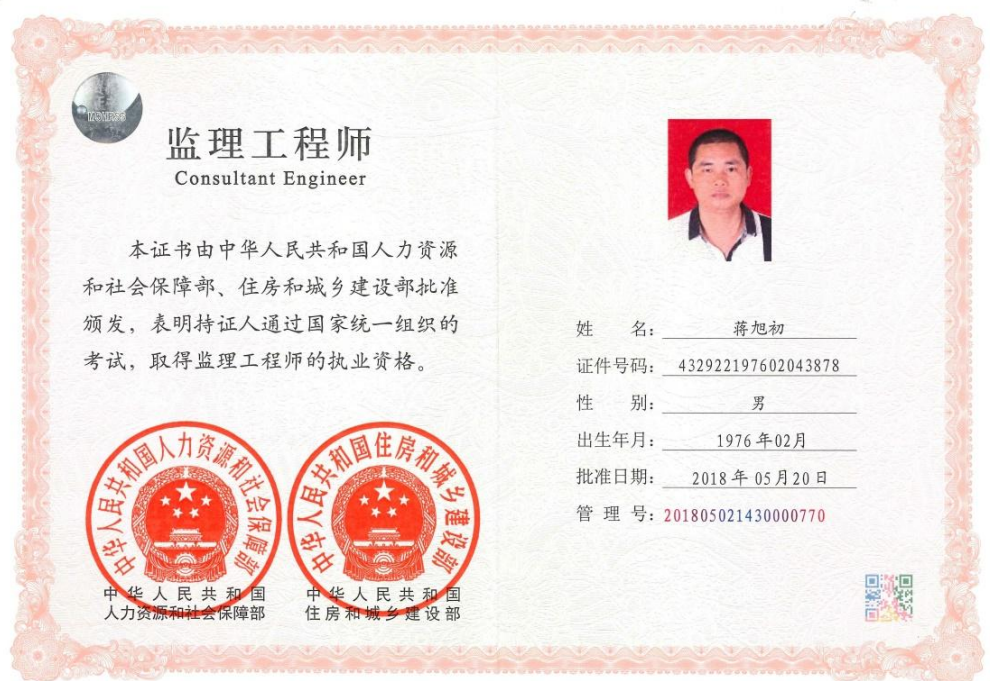 监理工程师
Consultant Engineer
本证书由中华人民共和国人力资源
和社会保障部、住房和城乡建设部批准
颁发，表明持证人通过国家统一组织的
考试，取得监理工程师的执业资格。
中华人民共和国人力资源和社会保障部
中华人民共和国住房和城乡建设部
中华人民共和国
人力资源和社会保障部
中华人民共和国
住房和城乡建设部
姓 名：蒋旭初
证件号码：432922197602043878
性 别：男
出生年月：1976年02月
批准日期：2018年05月20日
管 理 号：201805021430000770